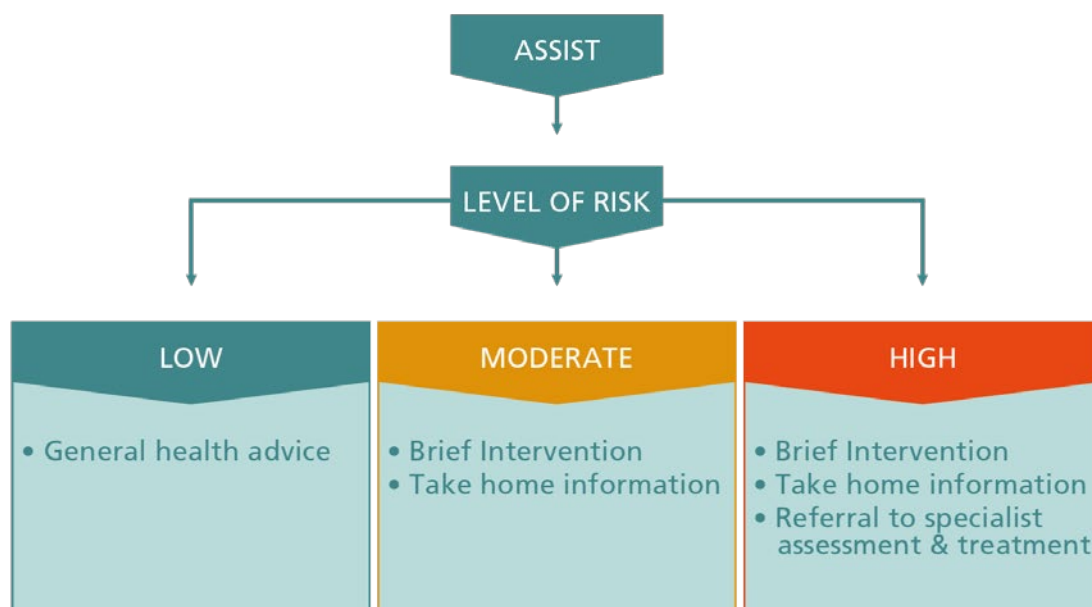 ASSIST
LEVEL OF RISK
LOW
• General health advice
MODERATE
• Brief Intervention
• Take home information
HIGH
• Brief Intervention
• Take home information
• Referral to specialist
assessment & treatment